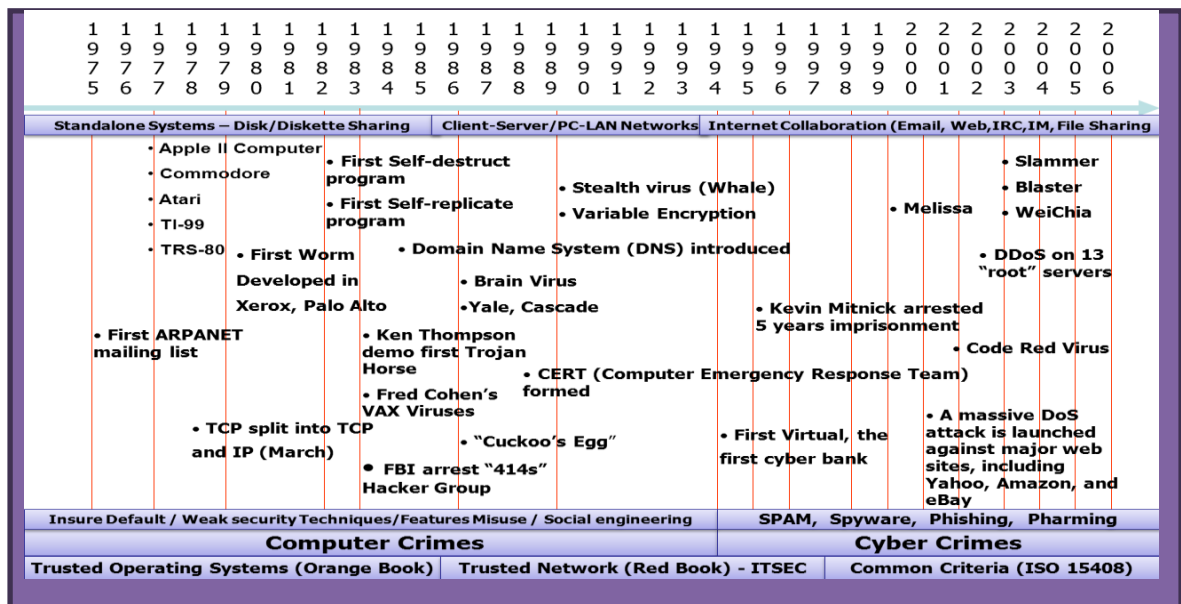 1975 1976 1977 1978 1979 1980 1981 1982 1983 1984 1985 1986 1987 1988 1989 1990 1991 1992 1993 1994 1995 1996 1997 1998 1999 2000 2001 2002 2003 2004 2005 2006
Standalone Systems – Disk/Diskette Sharing
Client-Server/PC-LAN Networks
Internet Collaboration (Email, Web,IRC,IM, File Sharing
• Apple II Computer
• Commodore
• Atari
• TI-99
• TRS-80
• First Self-destruct
program
• First Self-replicate
program
• Stealth virus (Whale)
• Variable Encryption
• Melissa
• Slammer
• Blaster
• WeiChia
• First Worm
Developed in
Xerox, Palo Alto
• Domain Name System (DNS) introduced
• Brain Virus
•Yale, Cascade
• DDoS on 13
“root” servers
• Kevin Mitnick arrested
5 years imprisonment
• First ARPANET
mailing list
• Ken Thompson
demo first Trojan
Horse
• Fred Cohen’s
VAX Viruses
• CERT (Computer Emergency Response Team)
formed
• Code Red Virus
• TCP split into TCP
and IP (March)
• FBI arrest “414s”
Hacker Group
• “Cuckoo’s Egg”
• First Virtual, the
first cyber bank
• A massive DoS
attack is launched
against major web
sites, including
Yahoo, Amazon, and
eBay
Insure Default / Weak security Techniques/Features Misuse / Social engineering
SPAM, Spyware, Phishing, Pharming
Computer Crimes
Cyber Crimes
Trusted Operating Systems (Orange Book)
Trusted Network (Red Book) - ITSEC
Common Criteria (ISO 15408)